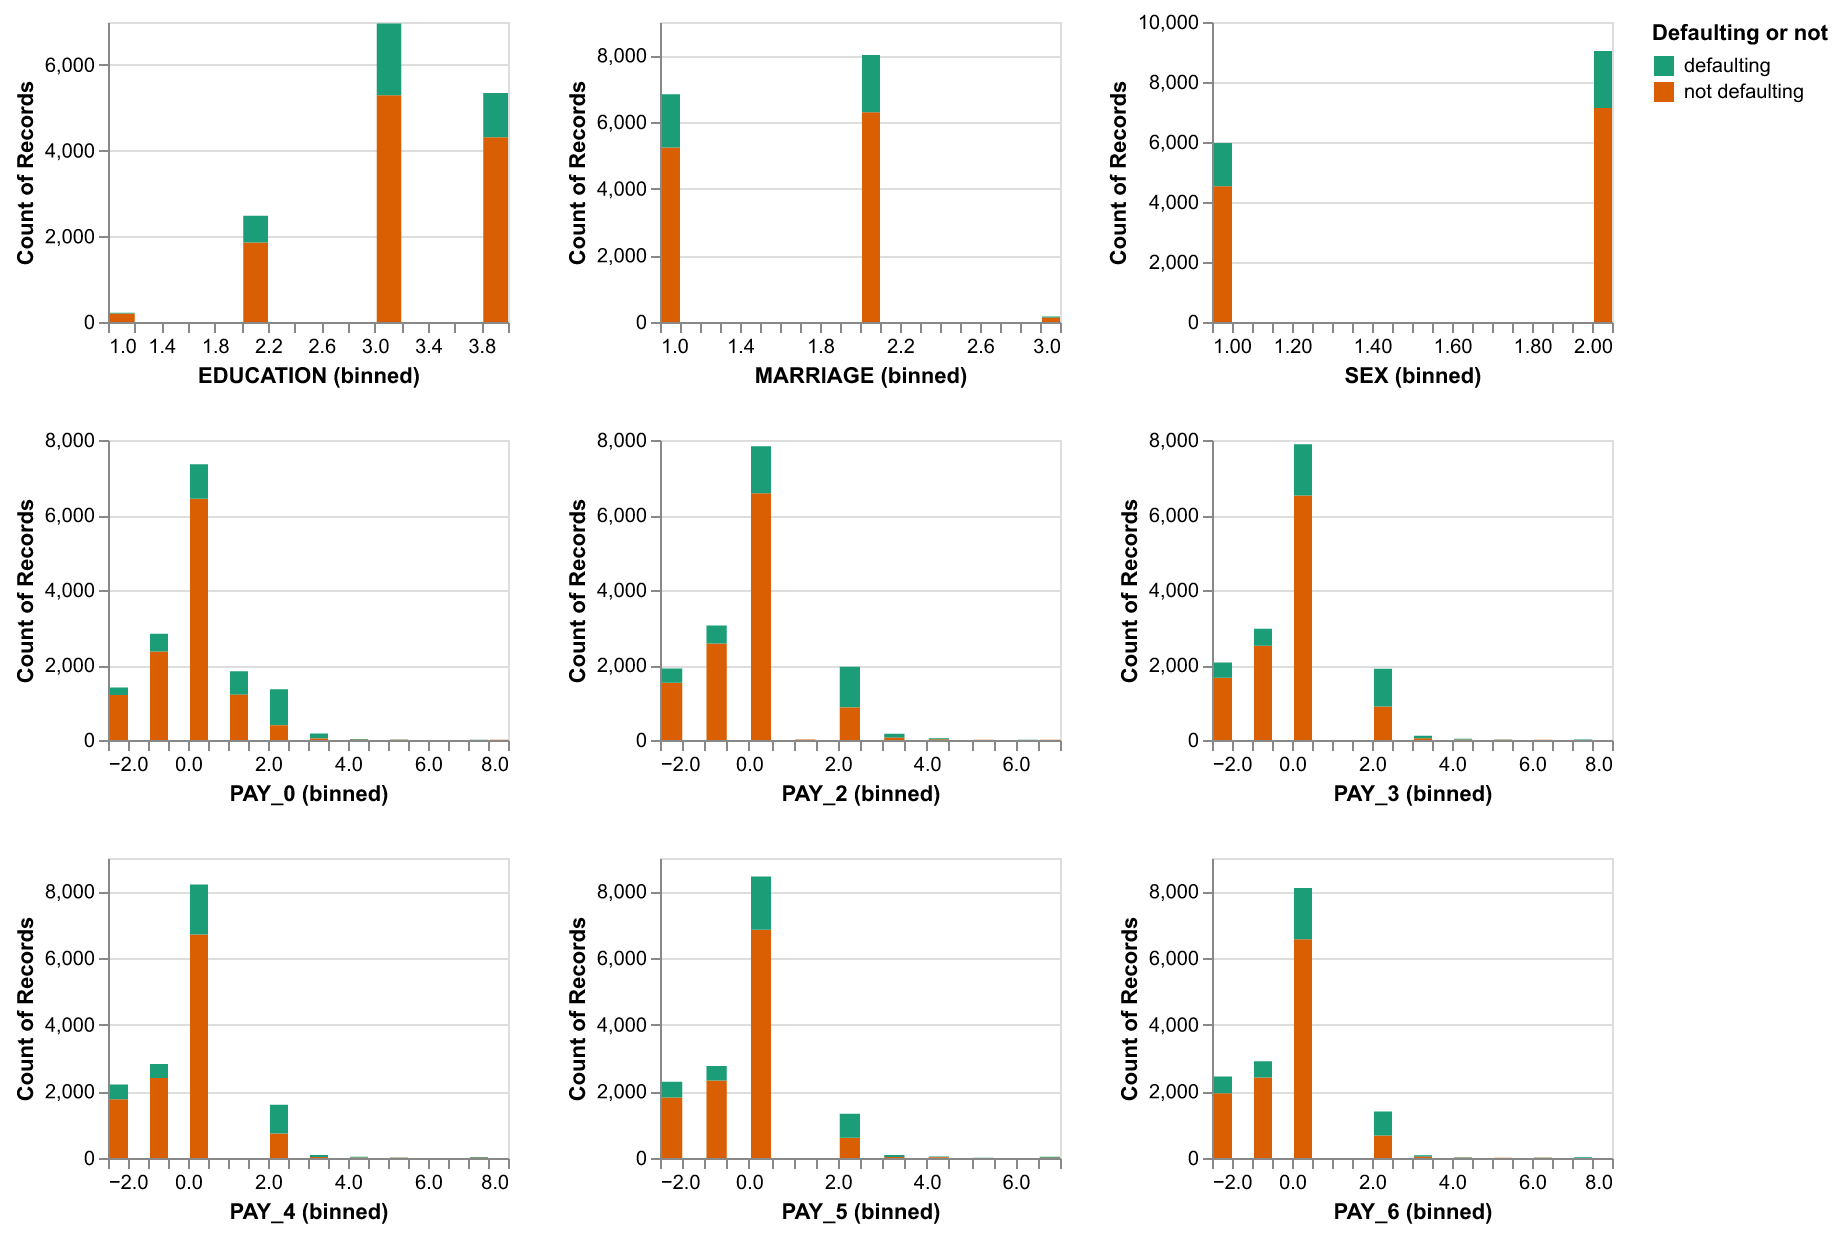 Defaulting or not
defaulting
not defaulting
6,000
4,000
2,000
0
Count of Records
1.0 1.4 1.8 2.2 2.6 3.0 3.4 3.8
EDUCATION (binned)
8,000
6,000
4,000
2,000
0
Count of Records
1.0 1.4 1.8 2.2 2.6 3.0
MARRIAGE (binned)
10,000
8,000
6,000
4,000
2,000
0
Count of Records
1.00 1.20 1.40 1.60 1.80 2.00
SEX (binned)
8,000
6,000
4,000
2,000
0
Count of Records
−2.0 0.0 2.0 4.0 6.0 8.0
PAY_0 (binned)
8,000
6,000
4,000
2,000
0
Count of Records
−2.0 0.0 2.0 4.0 6.0
PAY_2 (binned)
8,000
6,000
4,000
2,000
0
Count of Records
−2.0 0.0 2.0 4.0 6.0 8.0
PAY_3 (binned)
8,000
6,000
4,000
2,000
0
Count of Records
−2.0 0.0 2.0 4.0 6.0 8.0
PAY_4 (binned)
8,000
6,000
4,000
2,000
0
Count of Records
−2.0 0.0 2.0 4.0 6.0
PAY_5 (binned)
8,000
6,000
4,000
2,000
0
Count of Records
−2.0 0.0 2.0 4.0 6.0 8.0
PAY_6 (binned)